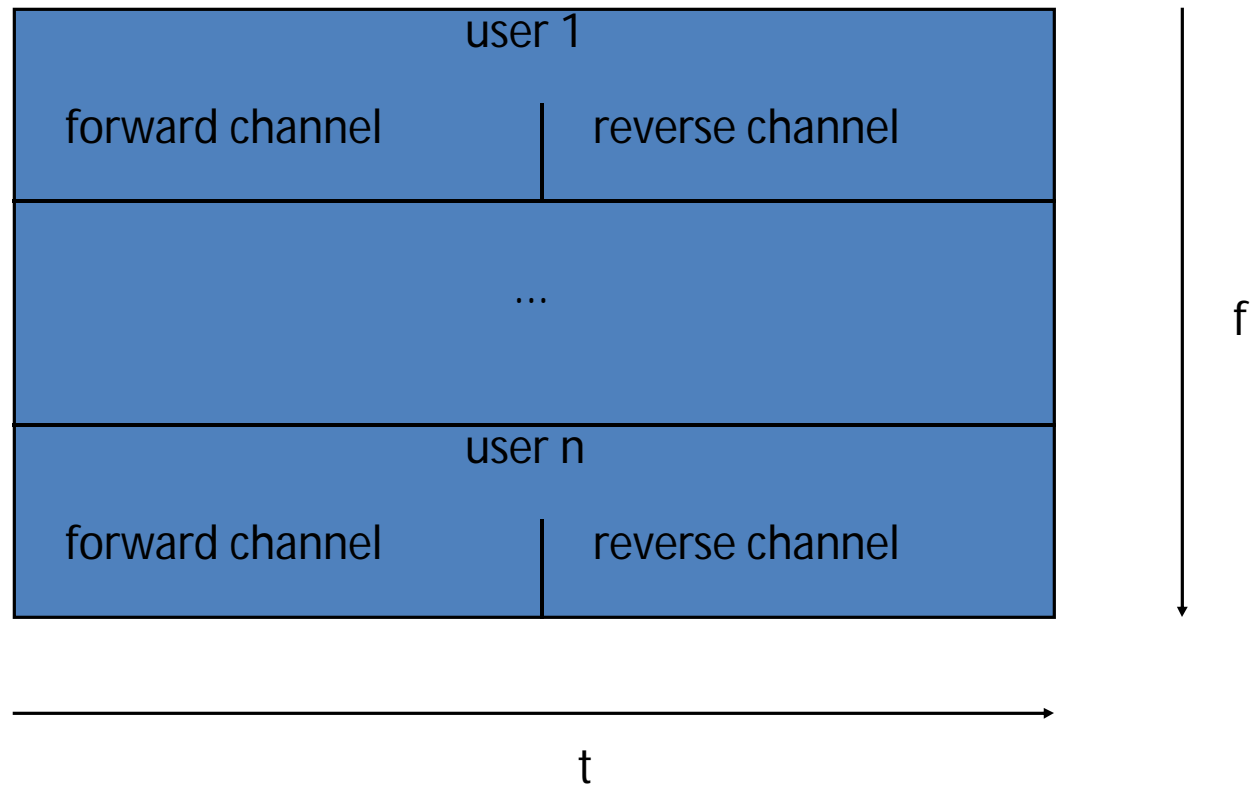 user 1
forward channel reverse channel
...
f
user n
forward channel reverse channel
t